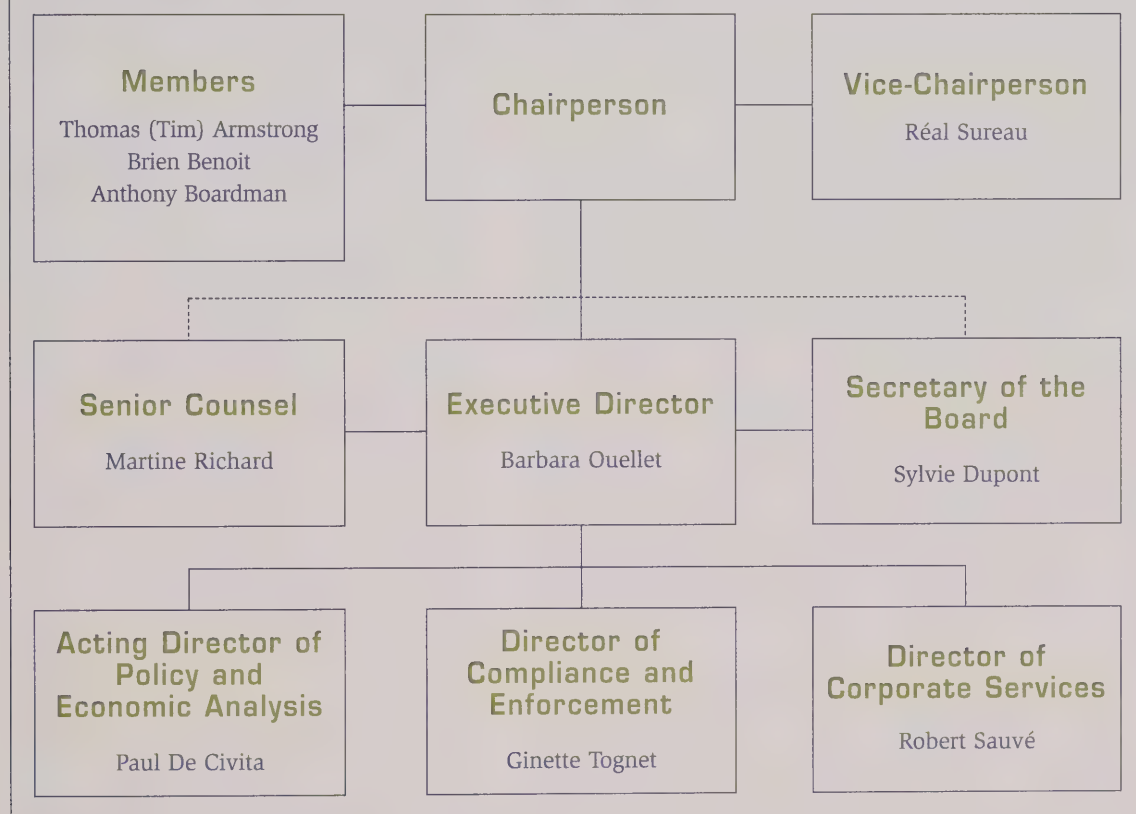 Members
Thomas (Tim) Armstrong
Brien Benoit
Anthony Boardman
Chairperson
Vice-Chairperson
Réal Sureau
Senior Counsel
Martine Richard
Executive Director
Barbara Ouellet
Secretary of the
Board
Sylvie Dupont
Acting Director of
Policy and
Economic Analysis
Paul De Civita
Director of
Compliance and
Enforcement
Ginette Tognet
Director of
Corporate Services
Robert Sauvé